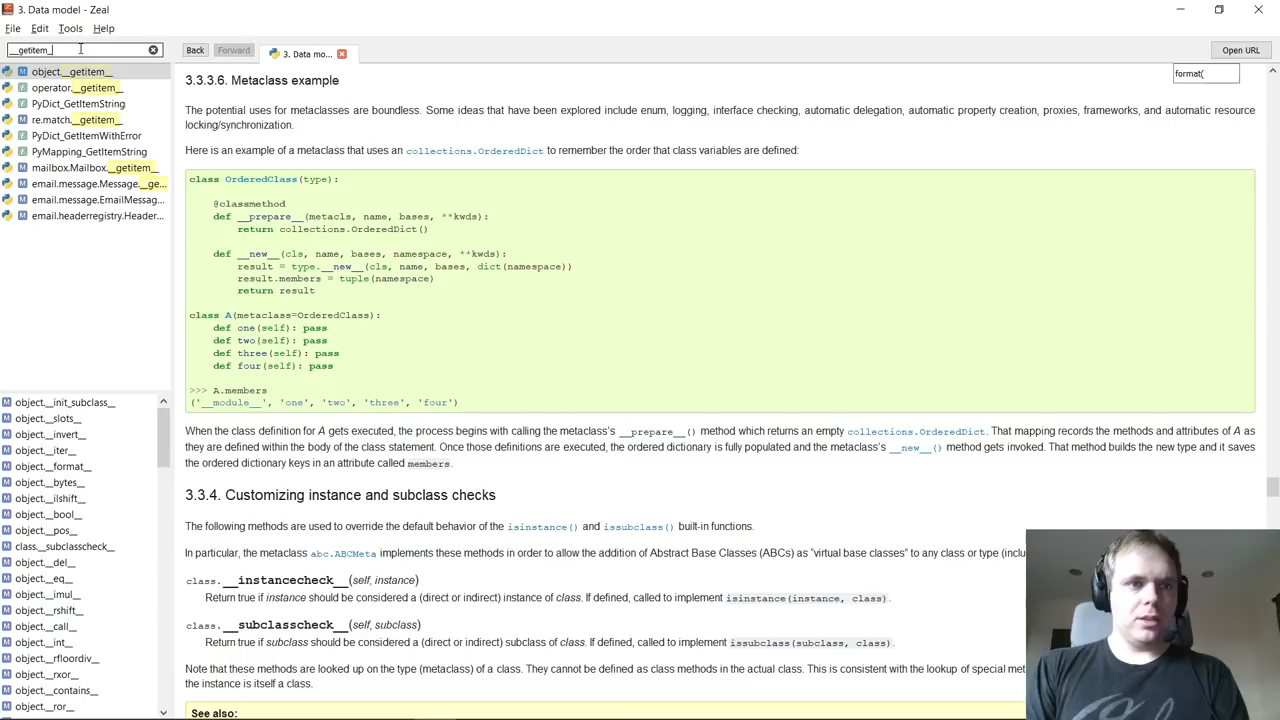 3. Data model - Zeal
File Edit Tools Help
__getitem_
Back Forward 3. Data mo... Open URL
object.__getitem__
operator.__getitem__
PyDict_GetItemString
re.match.__getitem__
PyDict_GetItemWithError
PyMapping_GetItemString
mailbox.Mailbox.__getitem__
email.message.Message.__ge...
email.message.EmailMessag...
email.headerregistry.Header...
object.__init_subclass__
object.__slots__
object.__invert__
object.__iter__
object.__format__
object.__bytes__
object.__ilshift__
object.__bool__
object.__pos__
class.__subclasscheck__
object.__del__
object.__eq__
object.__imul__
object.__rshift__
object.__call__
object.__int__
object.__rfloordiv__
object.__rxor__
object.__contains__
object.__ror__
format(
3.3.3.6. Metaclass example
The potential uses for metaclasses are boundless. Some ideas that have been explored include enum, logging, interface checking, automatic delegation, automatic property creation, proxies, frameworks, and automatic resource
locking/synchronization.
Here is an example of a metaclass that uses an collections.OrderedDict to remember the order that class variables are defined:
class OrderedClass(type):
@classmethod
def __prepare__(metacls, name, bases, **kwds):
return collections.OrderedDict()
def __new__(cls, name, bases, namespace, **kwds):
result = type.__new__(cls, name, bases, dict(namespace))
result.members = tuple(namespace)
return result
class A(metaclass=OrderedClass):
def one(self): pass
def two(self): pass
def three(self): pass
def four(self): pass
>>> A.members
('__module__', 'one', 'two', 'three', 'four')
When the class definition for A gets executed, the process begins with calling the metaclass's __prepare__() method which returns an empty collections.OrderedDict. That mapping records the methods and attributes of A as
they are defined within the body of the class statement. Once those definitions are executed, the ordered dictionary is fully populated and the metaclass's __new__() method gets invoked. That method builds the new type and it saves
the ordered dictionary keys in an attribute called members.
3.3.4. Customizing instance and subclass checks
The following methods are used to override the default behavior of the isinstance() and issubclass() built-in functions.
In particular, the metaclass abc.ABCMeta implements these methods in order to allow the addition of Abstract Base Classes (ABCs) as "virtual base classes" to any class or type (inclu
class.__instancecheck__(self, instance)
Return true if instance should be considered a (direct or indirect) instance of class. If defined, called to implement isinstance(instance, class).
class.__subclasscheck__(self, subclass)
Return true if subclass should be considered a (direct or indirect) subclass of class. If defined, called to implement issubclass(subclass, class).
Note that these methods are looked up on the type (metaclass) of a class. They cannot be defined as class methods in the actual class. This is consistent with the lookup of special met
the instance is itself a class.
See also: